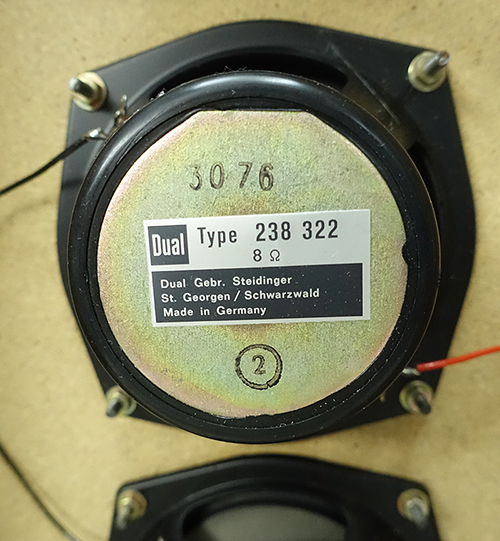 3076
Dual Type 238 322
8 Ω
Dual Gebr. Steidinger
St. Georgen / Schwarzwald
Made in Germany
2